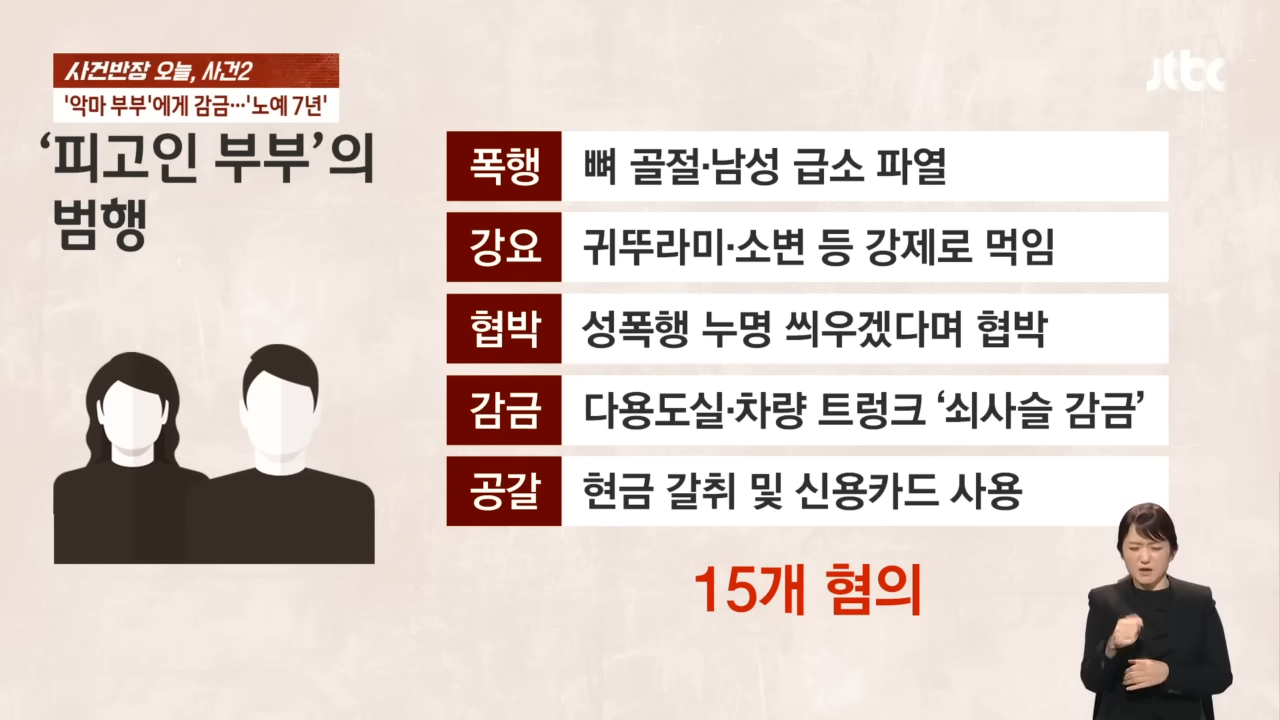 사건반장 오늘, 사건2
'악마 부부'에게 감금…'노예 7년'
jtbc
‘피고인 부부’의
범행
폭행 뼈 골절·남성 급소 파열
강요 귀뚜라미·소변 등 강제로 먹임
협박 성폭행 누명 씌우겠다며 협박
감금 다용도실·차량 트렁크 ‘쇠사슬 감금’
공갈 현금 갈취 및 신용카드 사용
15개 혐의